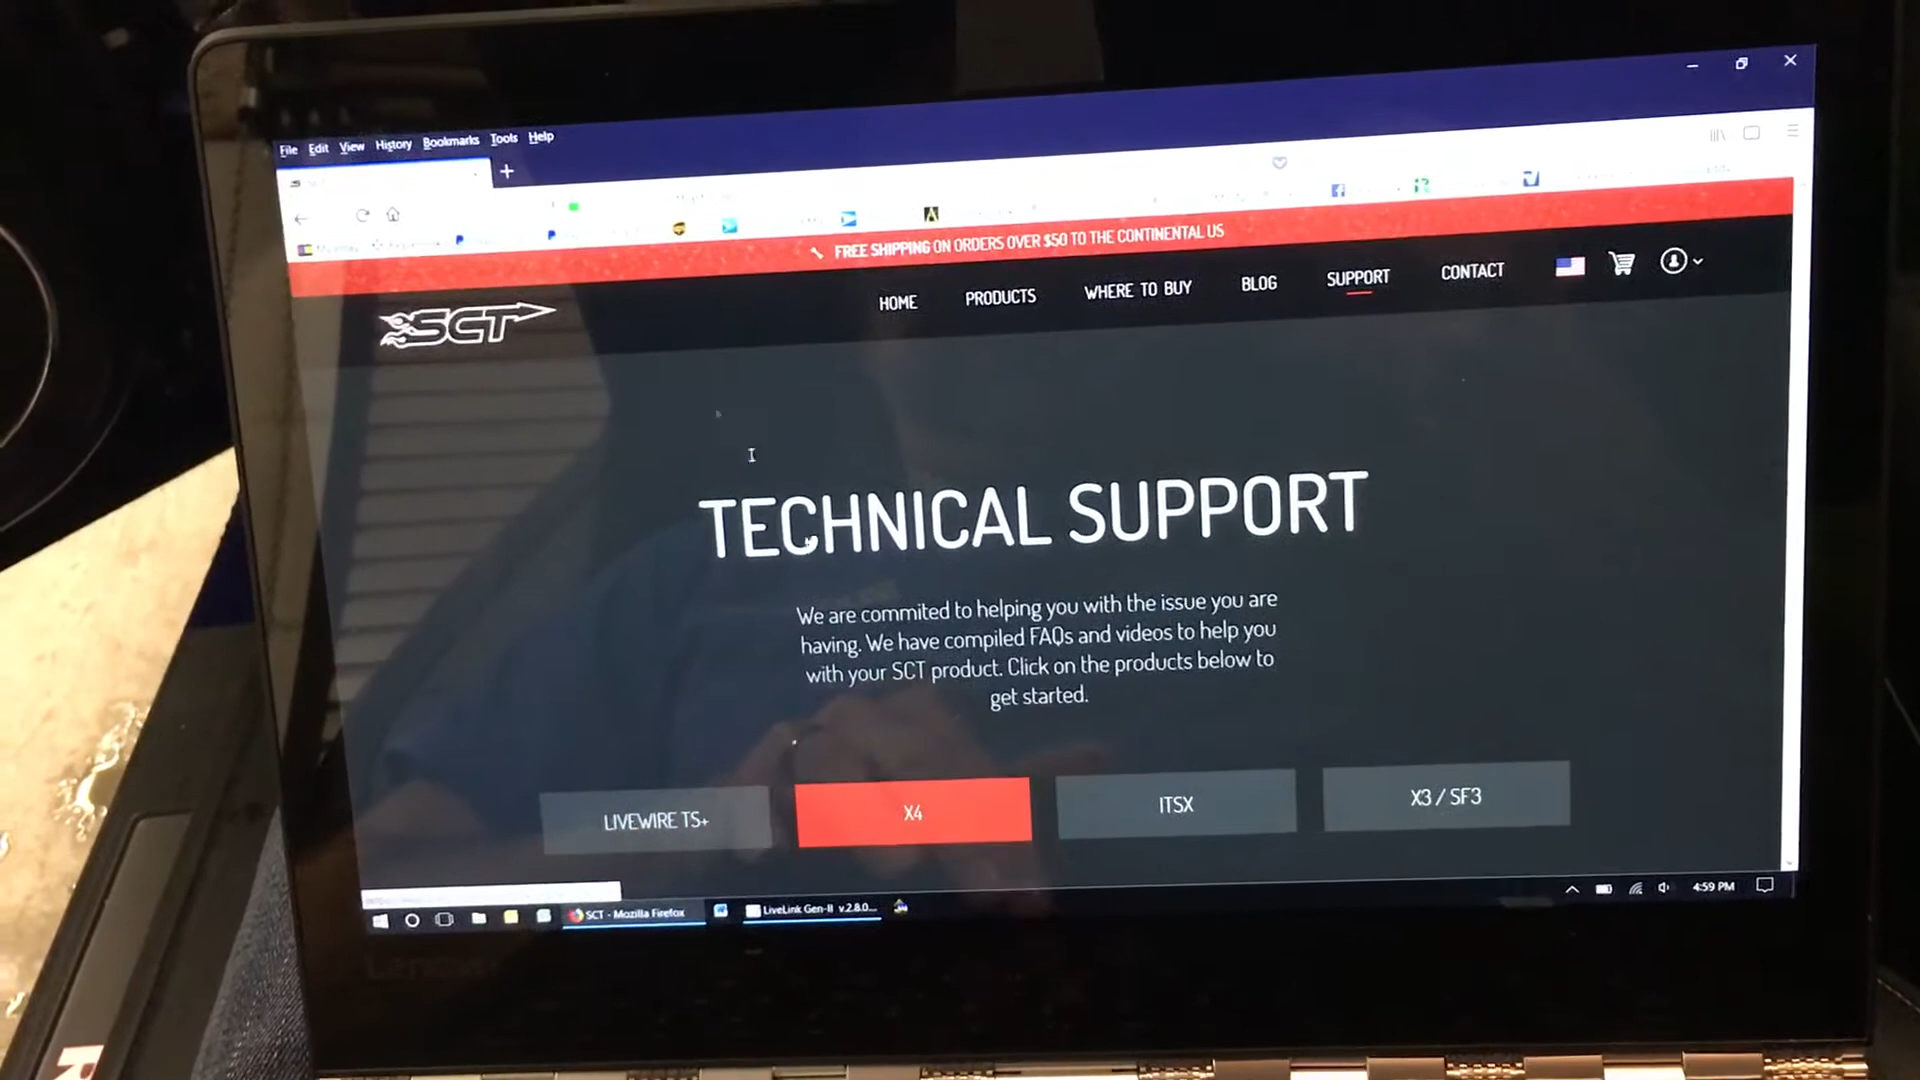 File Edit View History Bookmarks Tools Help
SCT
FREE SHIPPING ON ORDERS OVER $50 TO THE CONTINENTAL US
SCT
HOME PRODUCTS WHERE TO BUY BLOG SUPPORT CONTACT
TECHNICAL SUPPORT
We are commited to helping you with the issue you are
having. We have compiled FAQs and videos to help you
with your SCT product. Click on the products below to
get started.
LIVEWIRE TS+ X4 ITSX X3 / SF3
SCT - Mozilla Firefox LiveLink Gen-II v.2.8.0... 4:59 PM
Lenovo
R